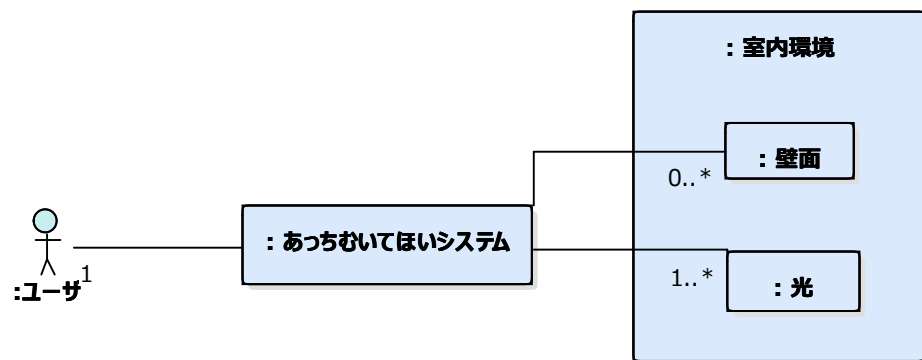 : 室内環境
: 壁面
0..*
: あっちむいてほいシステム
1
:ユーザ
1..*
: 光